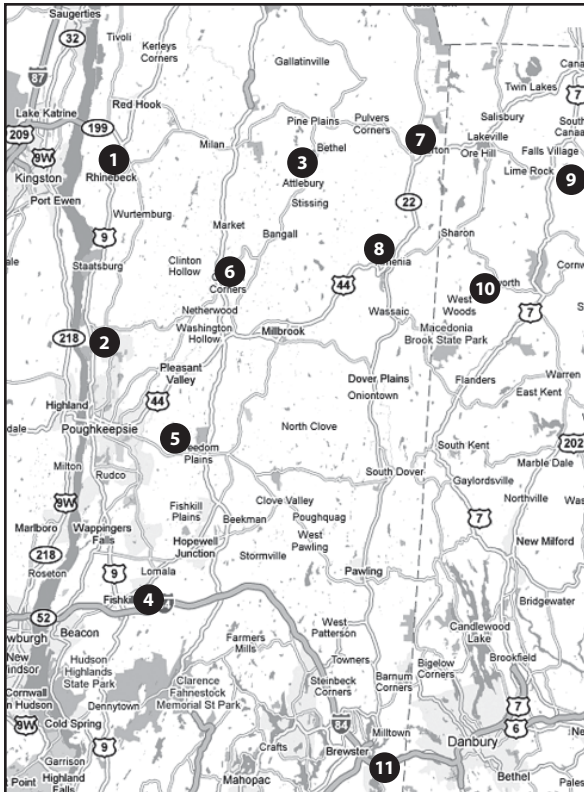 Saugerties
Tivoli
32
Kerleys
Corners
Gallatinville
87
Twin Lakes
7
Salisbury
Lake Katrine
Red Hook
209
199
9W
Milan
Pine Plains
Pulvers
Corners
7
Lakeville
Ore Hill
South
Falls Village
1
Bethel
3
Kingston
Rhinebeck
Attlebury
Lime Rock
9
Port Ewen
Stissing
22
Wurtemburg
Market
Bangall
Sharon
9
8
Staatsburg
Clinton
Hollow
6
44
10
Corners
Netherwood
Wassaic
West
Woods
7
218
2
Washington
Hollow
Millbrook
Macedonia
Brook State Park
Pleasant
Valley
Dover Plains
Oniontown
Flanders
Warren
44
East Kent
Highland
Poughkeepsie
5
North Clove
Plains
South Kent
202
Milton
Rudco
South Dover
Marble Dale
Gaylordsville
9W
Fishkill
Plains
Clove Valley
Northville
Marlboro
Wappingers
Falls
Beekman
Poughquag
7
218
Hopewell
Junction
West
Pawling
New Milford
Roseton
Stormville
9
Lomala
Pawling
4
Bridgewater
52
Beacon
West
Patterson
Candlewood
Lake
Farmers
Mills
Hudson
Highlands
State Park
Towners
Brookfield
Steinbeck
Corners
Barnum
Corners
Bigelow
Corners
Clarence
Fahnestock
Memorial St Park
Dennytown
7
9W
Cold Spring
84
Milltown
6
9
Crafts
Brewster
Danbury
Garrison
11
Mahopac
Bethel
Highland
Falls